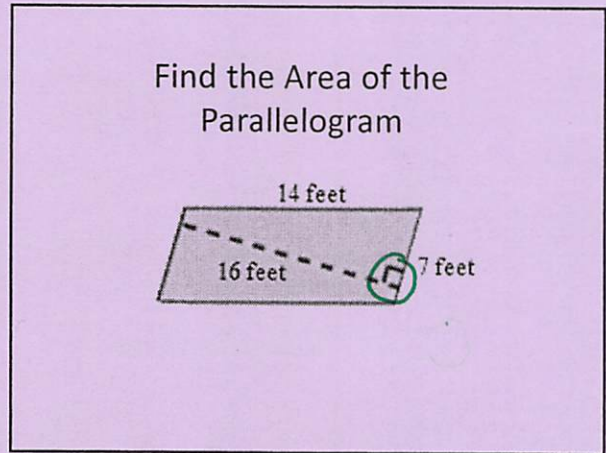 Find the Area of the
Parallelogram
14 feet
16 feet
7 feet